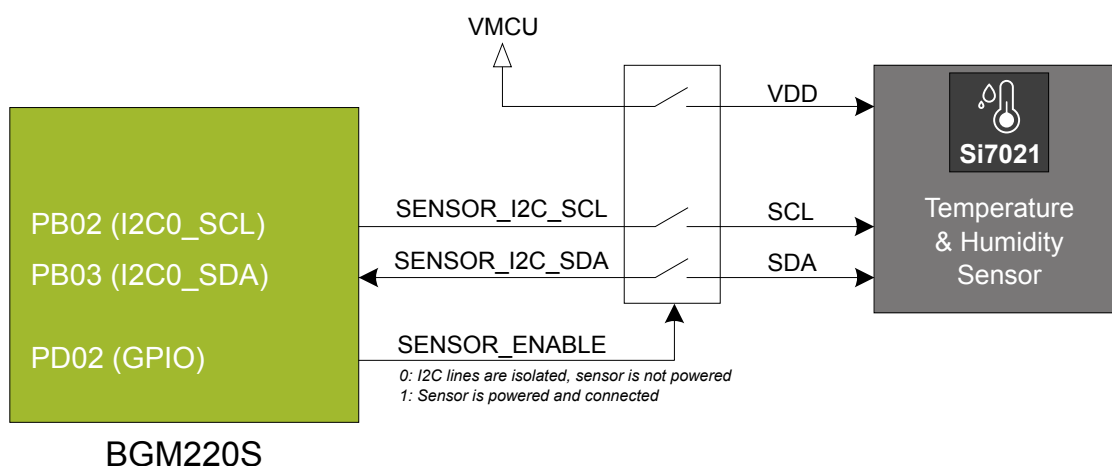 VMCU
VDD
Si7021
PB02 (I2C0_SCL)
SENSOR_I2C_SCL
SCL
Temperature
& Humidity
Sensor
PB03 (I2C0_SDA)
SENSOR_I2C_SDA
SDA
PD02 (GPIO)
SENSOR_ENABLE
0: I2C lines are isolated, sensor is not powered
1: Sensor is powered and connected
BGM220S